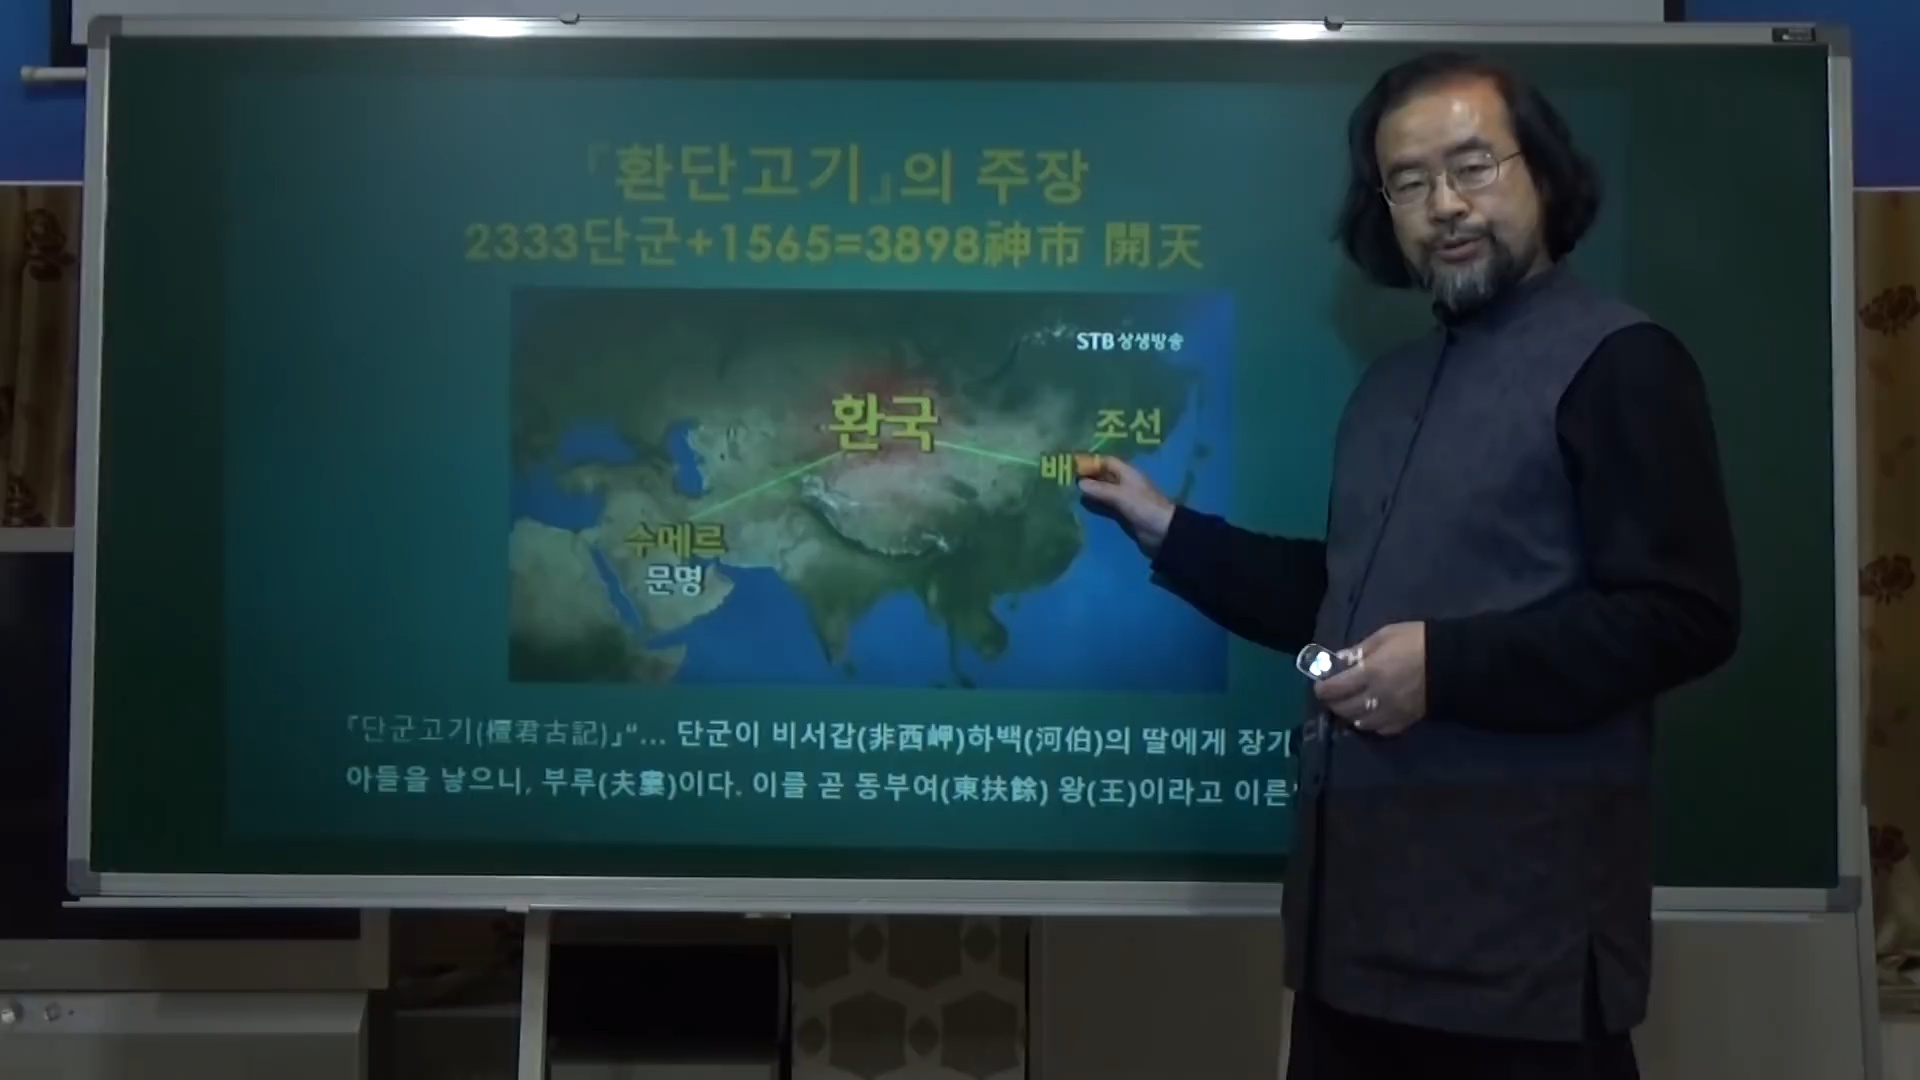 『환단고기』의 주장
2333단군+1565=3898神市 開天
STB상생방송
환국
조선
배
수메르
문명
『단군고기(檀君古記)』“... 단군이 비서갑(非西岬)하백(河伯)의 딸에게 장가
아들을 낳으니, 부루(夫婁)이다. 이를 곧 동부여(東扶餘) 왕(王)이라고 이른